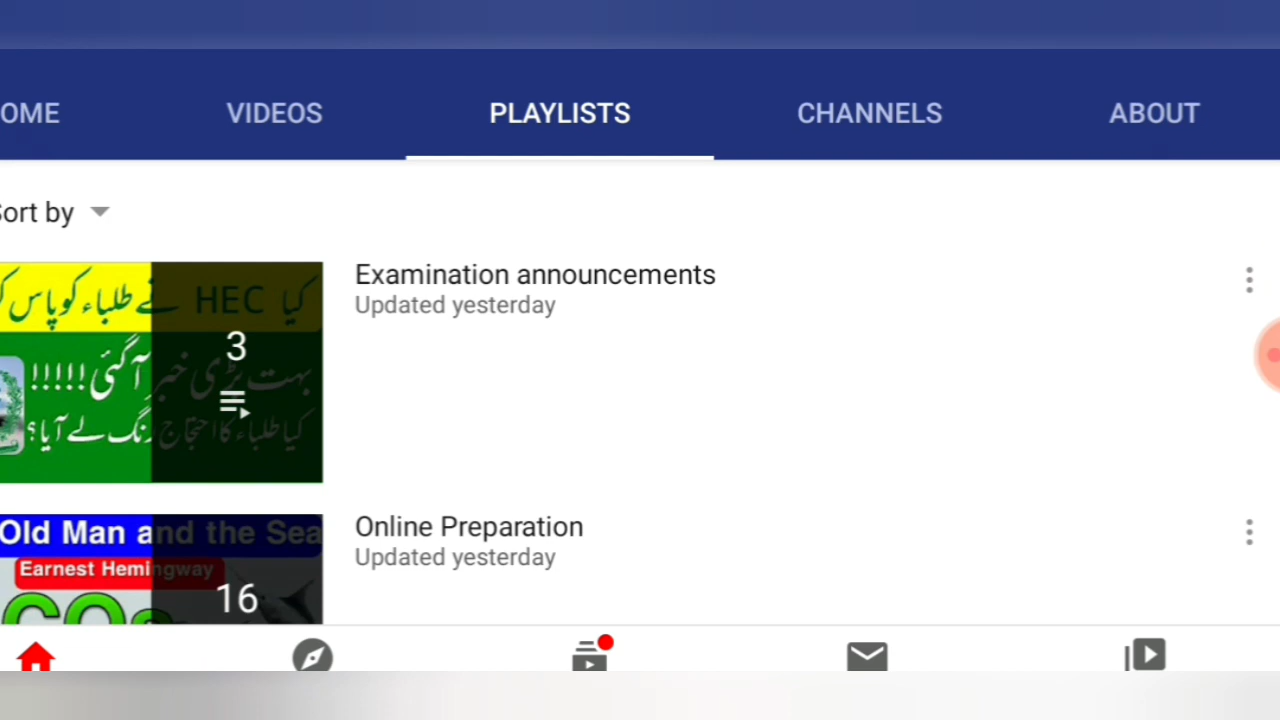 OME VIDEOS PLAYLISTS CHANNELS ABOUT
Sort by
کیا HEC نے طلباء کو پاس ک
3
بہت بڑی خبر آ گئی !!!!!
کیا طلباء کا احتجاج رنگ لے آیا؟
Examination announcements
Updated yesterday
Old Man and the Sea
Earnest Hemingway
16
Online Preparation
Updated yesterday